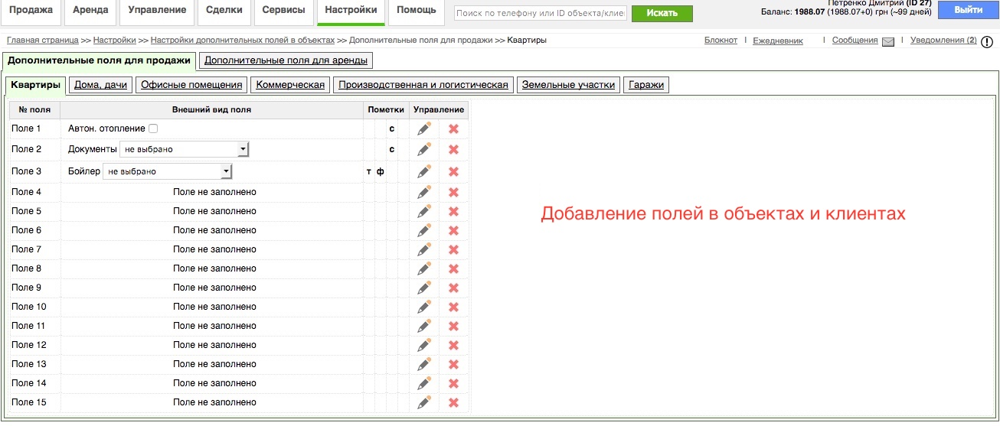 Продажа Аренда Управление Сделки Сервисы Настройки Помощь Поиск по телефону или ID объекта/клие Искать Петренко Дмитрий (ID 27)
Баланс: 1988.07 (1988.07+0) грн (~99 дней) Выйти
Главная страница >> Настройки >> Настройки дополнительных полей в объектах >> Дополнительные поля для продажи >> Квартиры Блокнот | Ежедневник | Сообщения | Уведомления (2)
Дополнительные поля для продажи Дополнительные поля для аренды
Квартиры Дома, дачи Офисные помещения Коммерческая Производственная и логистическая Земельные участки Гаражи
№ поля Внешний вид поля Пометки Управление
Поле 1 Автон. отопление с
Поле 2 Документы не выбрано с
Поле 3 Бойлер не выбрано т ф
Поле 4 Поле не заполнено
Поле 5 Поле не заполнено
Добавление полей в объектах и клиентах
Поле 6 Поле не заполнено
Поле 7 Поле не заполнено
Поле 8 Поле не заполнено
Поле 9 Поле не заполнено
Поле 10 Поле не заполнено
Поле 11 Поле не заполнено
Поле 12 Поле не заполнено
Поле 13 Поле не заполнено
Поле 14 Поле не заполнено
Поле 15 Поле не заполнено